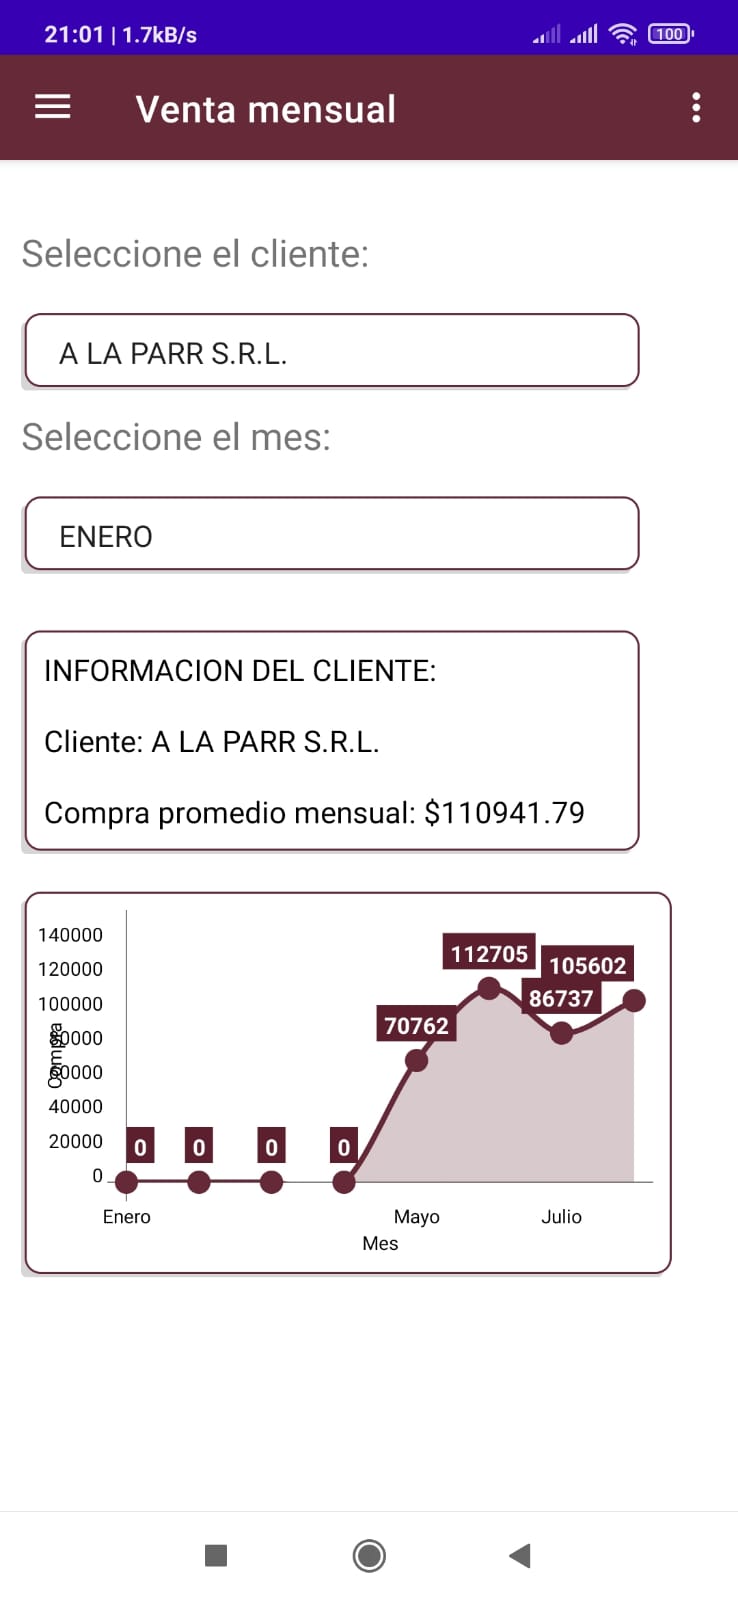 21:01 | 1.7kB/s
100
Venta mensual
Seleccione el cliente:
A LA PARR S.R.L.
Seleccione el mes:
ENERO
INFORMACION DEL CLIENTE:
Cliente: A LA PARR S.R.L.
Compra promedio mensual: $110941.79
140000
120000
100000
40000
20000
0
Compra
112705
105602
86737
70762
0
0
0
0
Enero
Mayo
Julio
Mes